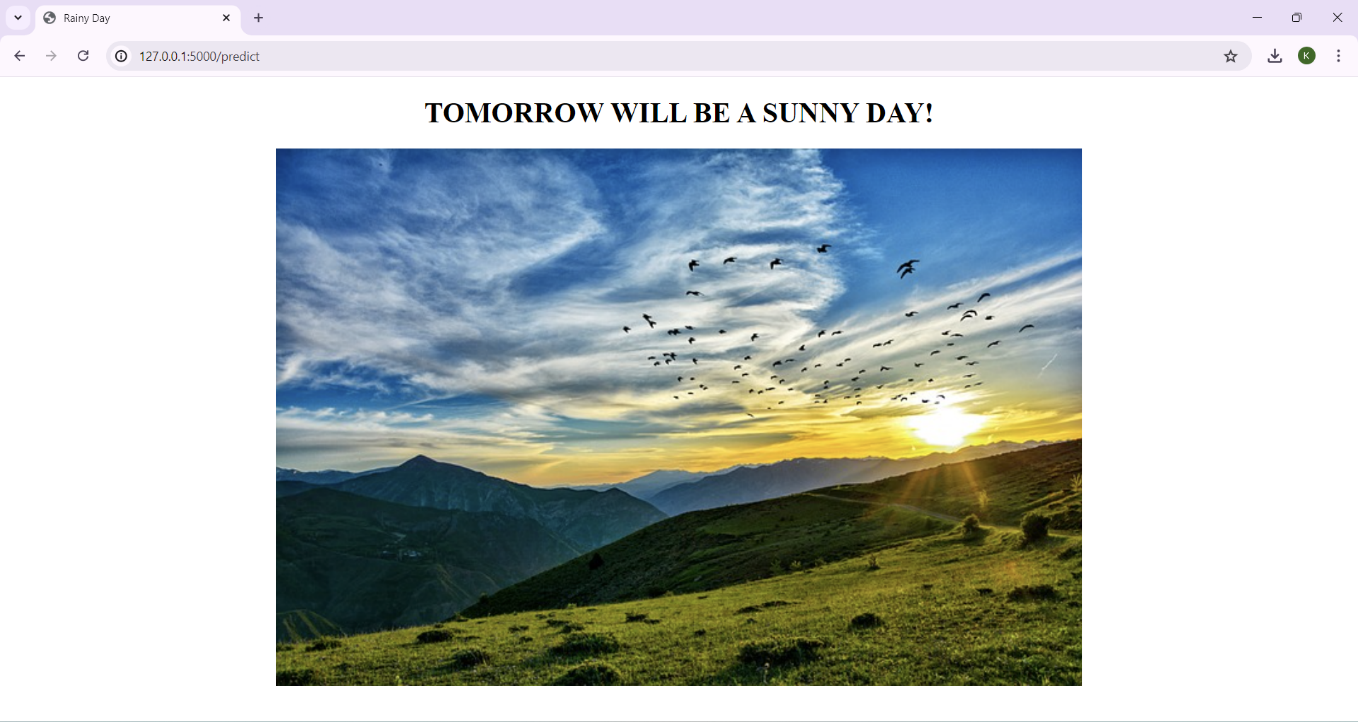 Rainy Day
127.0.0.1:5000/predict
K
TOMORROW WILL BE A SUNNY DAY!